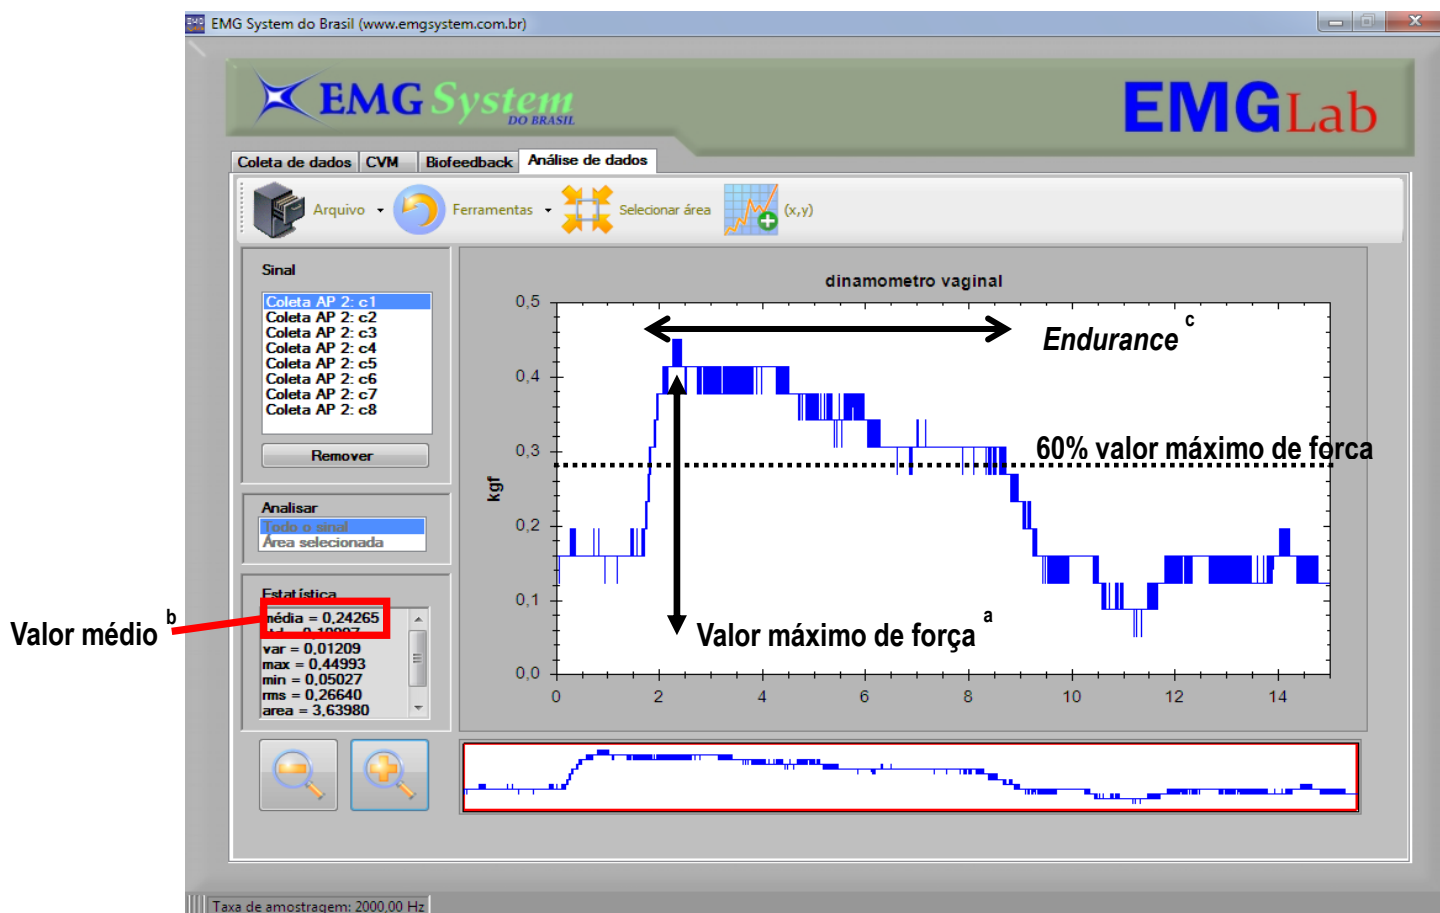 EMG System do Brasil (www.emgsystem.com.br)
EMG System
DO BRASIL
EMGLab
Coleta de dados CVM Biofeedback Análise de dados
Arquivo Ferramentas Selecionar área (x,y)
Sinal
Coleta AP 2: c1
Coleta AP 2: c2
Coleta AP 2: c3
Coleta AP 2: c4
Coleta AP 2: c5
Coleta AP 2: c6
Coleta AP 2: c7
Coleta AP 2: c8
Remover
Analisar
Todo o sinal
Área selecionada
Estatística
média = 0,24265
var = 0,01209
max = 0,44993
min = 0,05027
rms = 0,26640
area = 3,63980
Valor médio b
dinamometro vaginal
0,5
0,4
0,3
0,2
0,1
0,0
kgf
0 2 4 6 8 10 12 14
Endurance c
60% valor máximo de forca
Valor máximo de força a
Taxa de amostragem: 2000,00 Hz